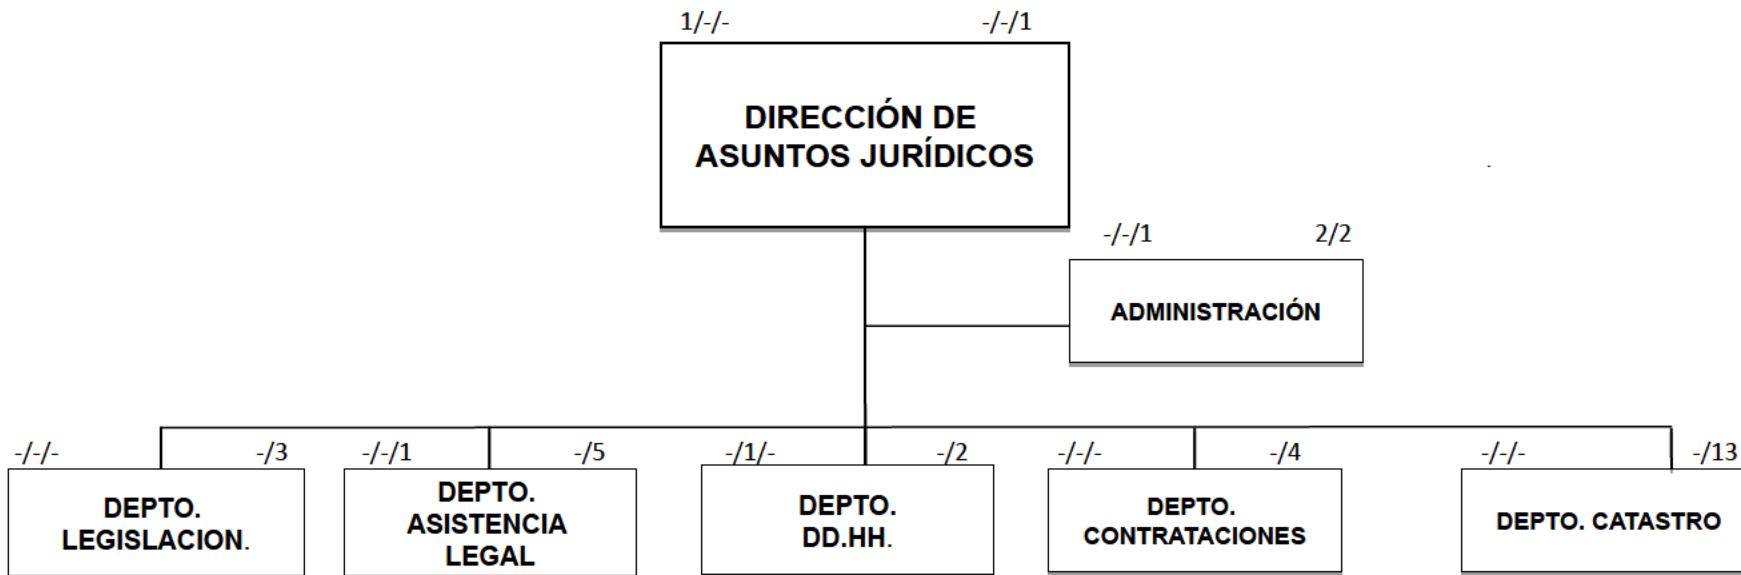 1/-/- -/-/1
DIRECCIÓN DE
ASUNTOS JURÍDICOS
-/-/1 2/2
ADMINISTRACIÓN
-/-/- -/3
DEPTO.
LEGISLACION.
-/-/1 -/5
DEPTO.
ASISTENCIA
LEGAL
-/1/- -/2
DEPTO.
DD.HH.
-/-/- -/4
DEPTO.
CONTRATACIONES
-/-/- -/13
DEPTO. CATASTRO